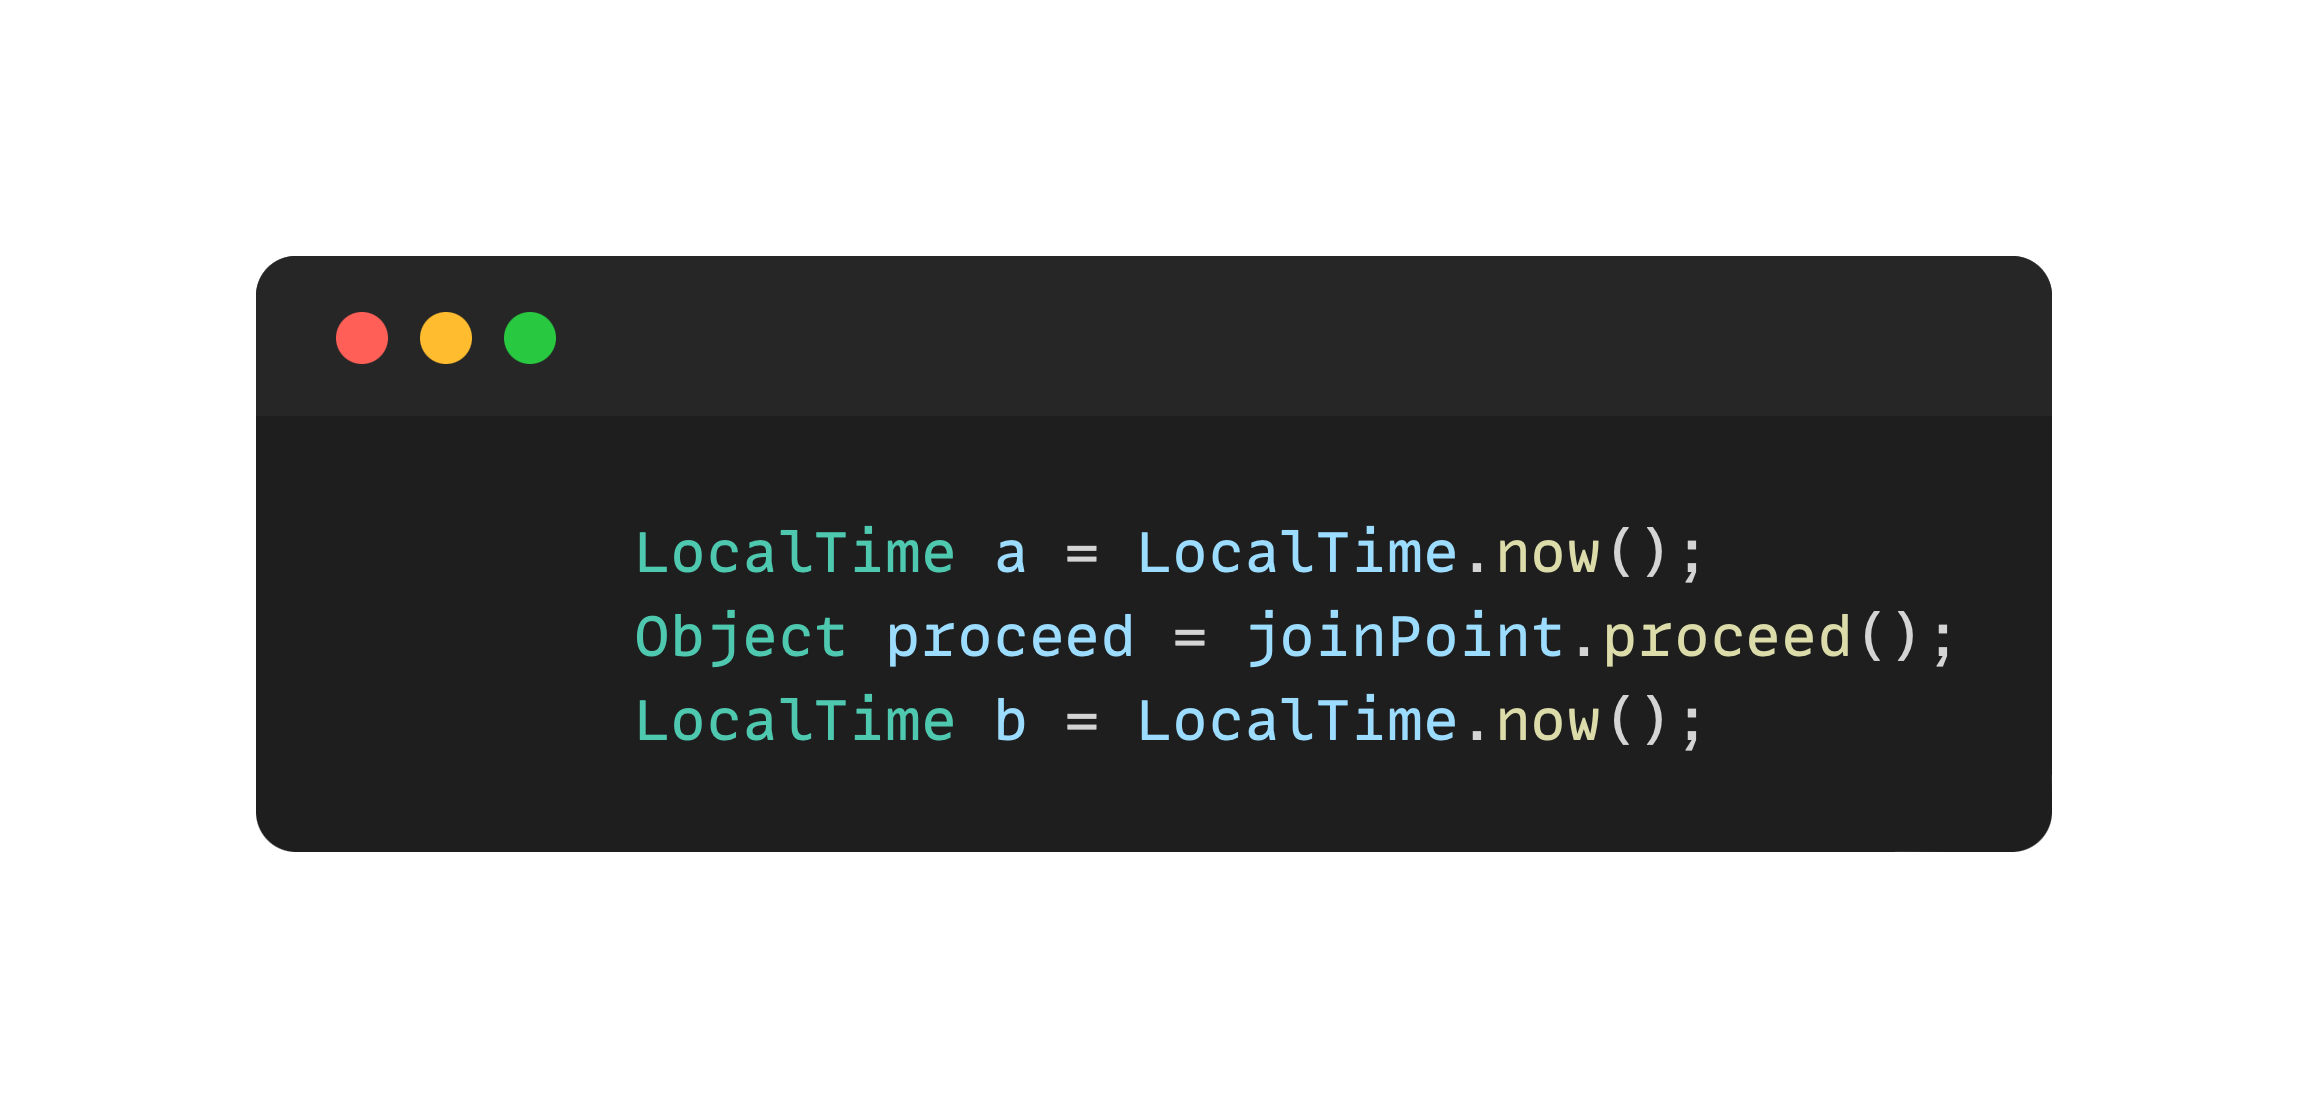 LocalTime a = LocalTime.now();
Object proceed = joinPoint.proceed();
LocalTime b = LocalTime.now();